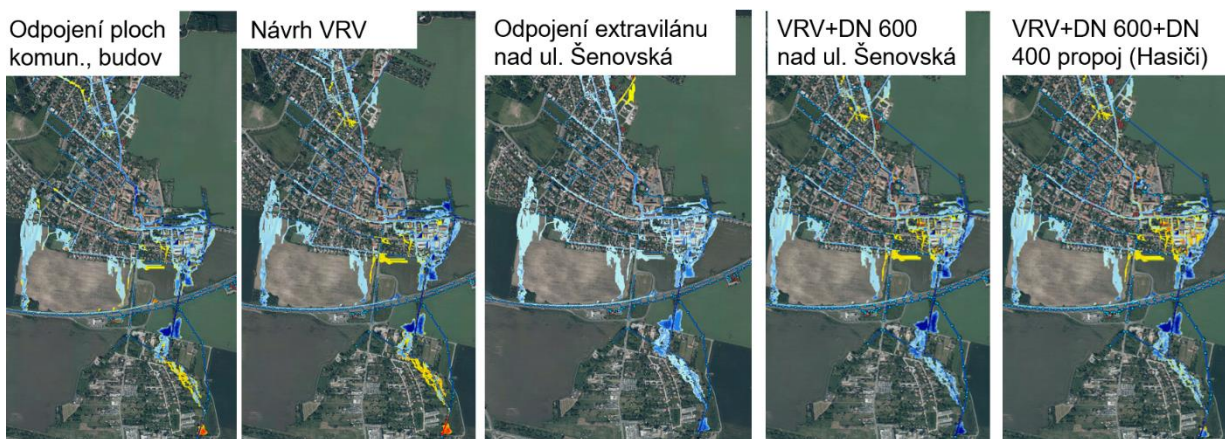 Odpojení ploch
komun., budov
Návrh VRV
Odpojení extravilánu
nad ul. Šenovská
VRV+DN 600
nad ul. Šenovská
VRV+DN 600+DN
400 propoj (Hasiči)